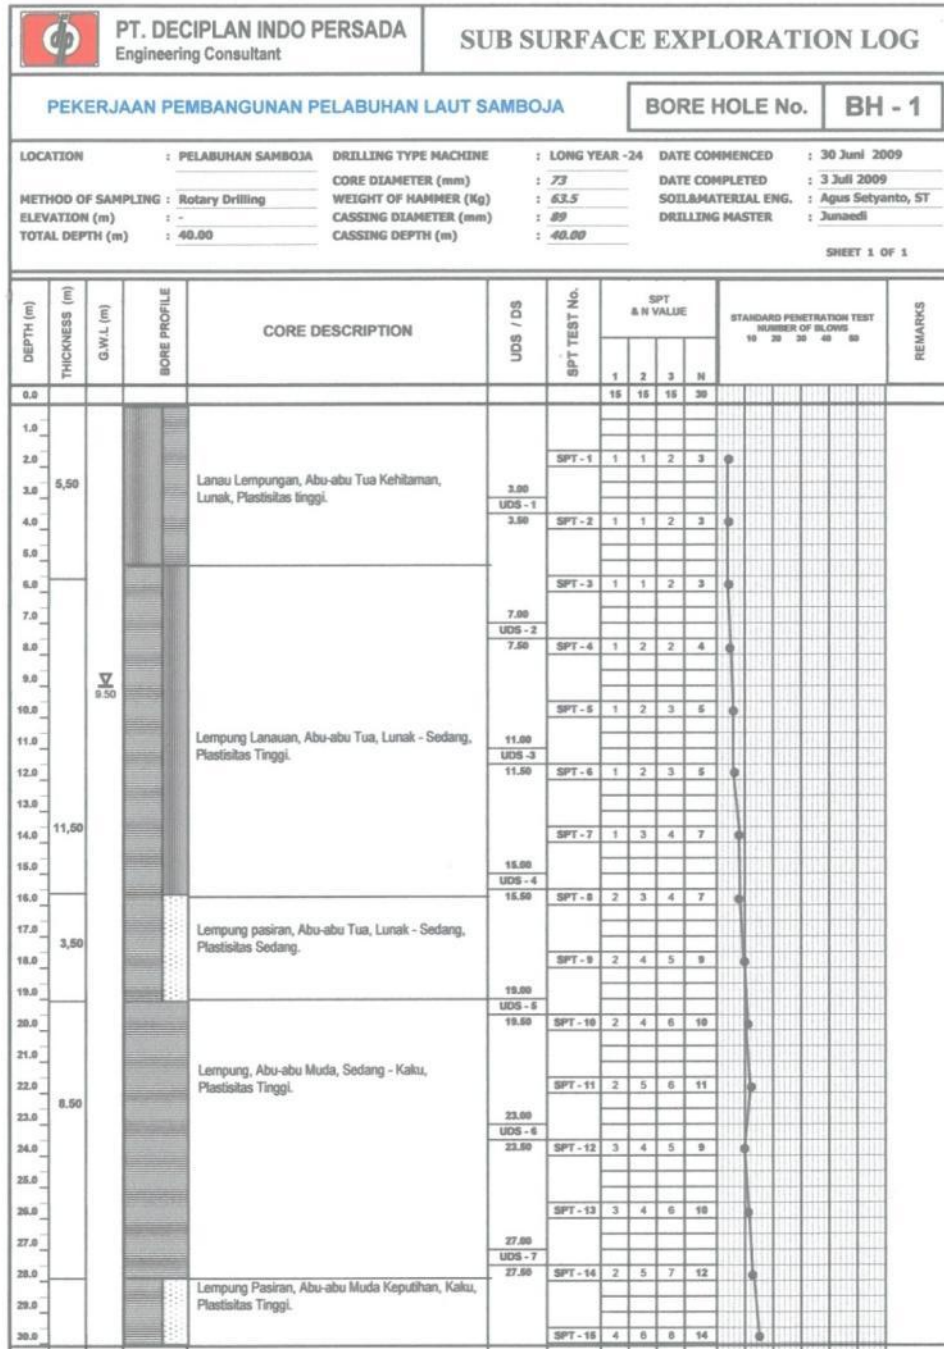 PT. DECIPLAN INDO PERSADA
Engineering Consultant
SUB SURFACE EXPLORATION LOG
PEKERJAAN PEMBANGUNAN PELABUHAN LAUT SAMBOJA
BORE HOLE No. BH - 1
LOCATION : PELABUHAN SAMBOJA DRILLING TYPE MACHINE : LONG YEAR -24 DATE COMMENCED : 30 Juni 2009
CORE DIAMETER (mm) : 73 DATE COMPLETED : 3 Juli 2009
METHOD OF SAMPLING : Rotary Drilling WEIGHT OF HAMMER (Kg) : 63.5 SOIL&MATERIAL ENG. : Agus Setyanto, ST
ELEVATION (m) : - CASSING DIAMETER (mm) : 89 DRILLING MASTER : Junaedi
TOTAL DEPTH (m) : 40.00 CASSING DEPTH (m) : 40.00
SHEET 1 OF 1
DEPTH (m) THICKNESS (m) G.W.L (m) BORE PROFILE CORE DESCRIPTION UDS / DS SPT TEST No. SPT & N VALUE STANDARD PENETRATION TEST NUMBER OF BLOWS REMARKS
10 20 30 40 50
1 2 3 N
0.0 15 15 15 30
1.0
2.0 SPT - 1 1 1 2 3
5,50 Lanau Lempungan, Abu-abu Tua Kehitaman,
3.0 Lunak, Plastisitas tinggi. 3.00
UDS - 1
4.0 3.50 SPT - 2 1 1 2 3
5.0
6.0 SPT - 3 1 1 2 3
7.0 7.00
UDS - 2
8.0 7.50 SPT - 4 1 2 2 4
9.0
9.50
10.0 SPT - 5 1 2 3 5
Lempung Lanauan, Abu-abu Tua, Lunak - Sedang,
11.0 Plastisitas Tinggi. 11.00
UDS -3
12.0 11.50 SPT - 6 1 2 3 5
13.0
11,50
14.0 SPT - 7 1 3 4 7
15.0 15.00
UDS - 4
16.0 15.50 SPT - 8 2 3 4 7
17.0 Lempung pasiran, Abu-abu Tua, Lunak - Sedang,
3,50 Plastisitas Sedang.
18.0 SPT - 9 2 4 5 9
19.0 19.00
UDS - 5
20.0 19.50 SPT - 10 2 4 6 10
21.0
Lempung, Abu-abu Muda, Sedang - Kaku,
22.0 Plastisitas Tinggi. SPT - 11 2 5 6 11
8.50
23.0 23.00
UDS - 6
24.0 23.50 SPT - 12 3 4 5 9
25.0
26.0 SPT - 13 3 4 6 10
27.0 27.00
UDS - 7
28.0 27.50 SPT - 14 2 5 7 12
Lempung Pasiran, Abu-abu Muda Keputihan, Kaku,
29.0 Plastisitas Tinggi.
30.0 SPT - 15 4 6 8 14